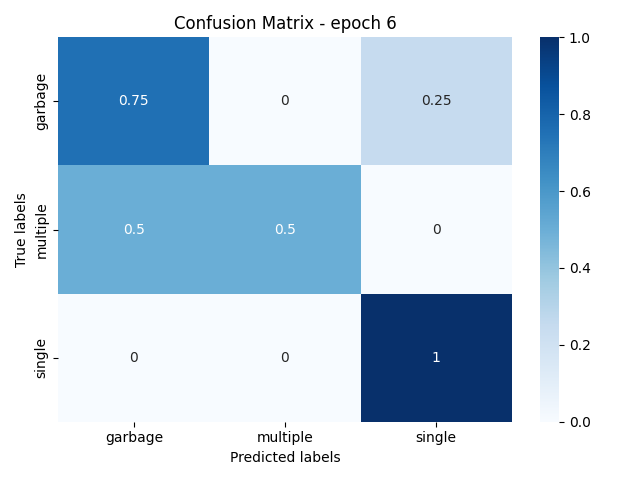 Confusion Matrix - epoch 6
True labels
garbage
0.75 0 0.25
multiple
0.5 0.5 0
single
0 0 1
garbage multiple single
Predicted labels
1.0
0.8
0.6
0.4
0.2
0.0